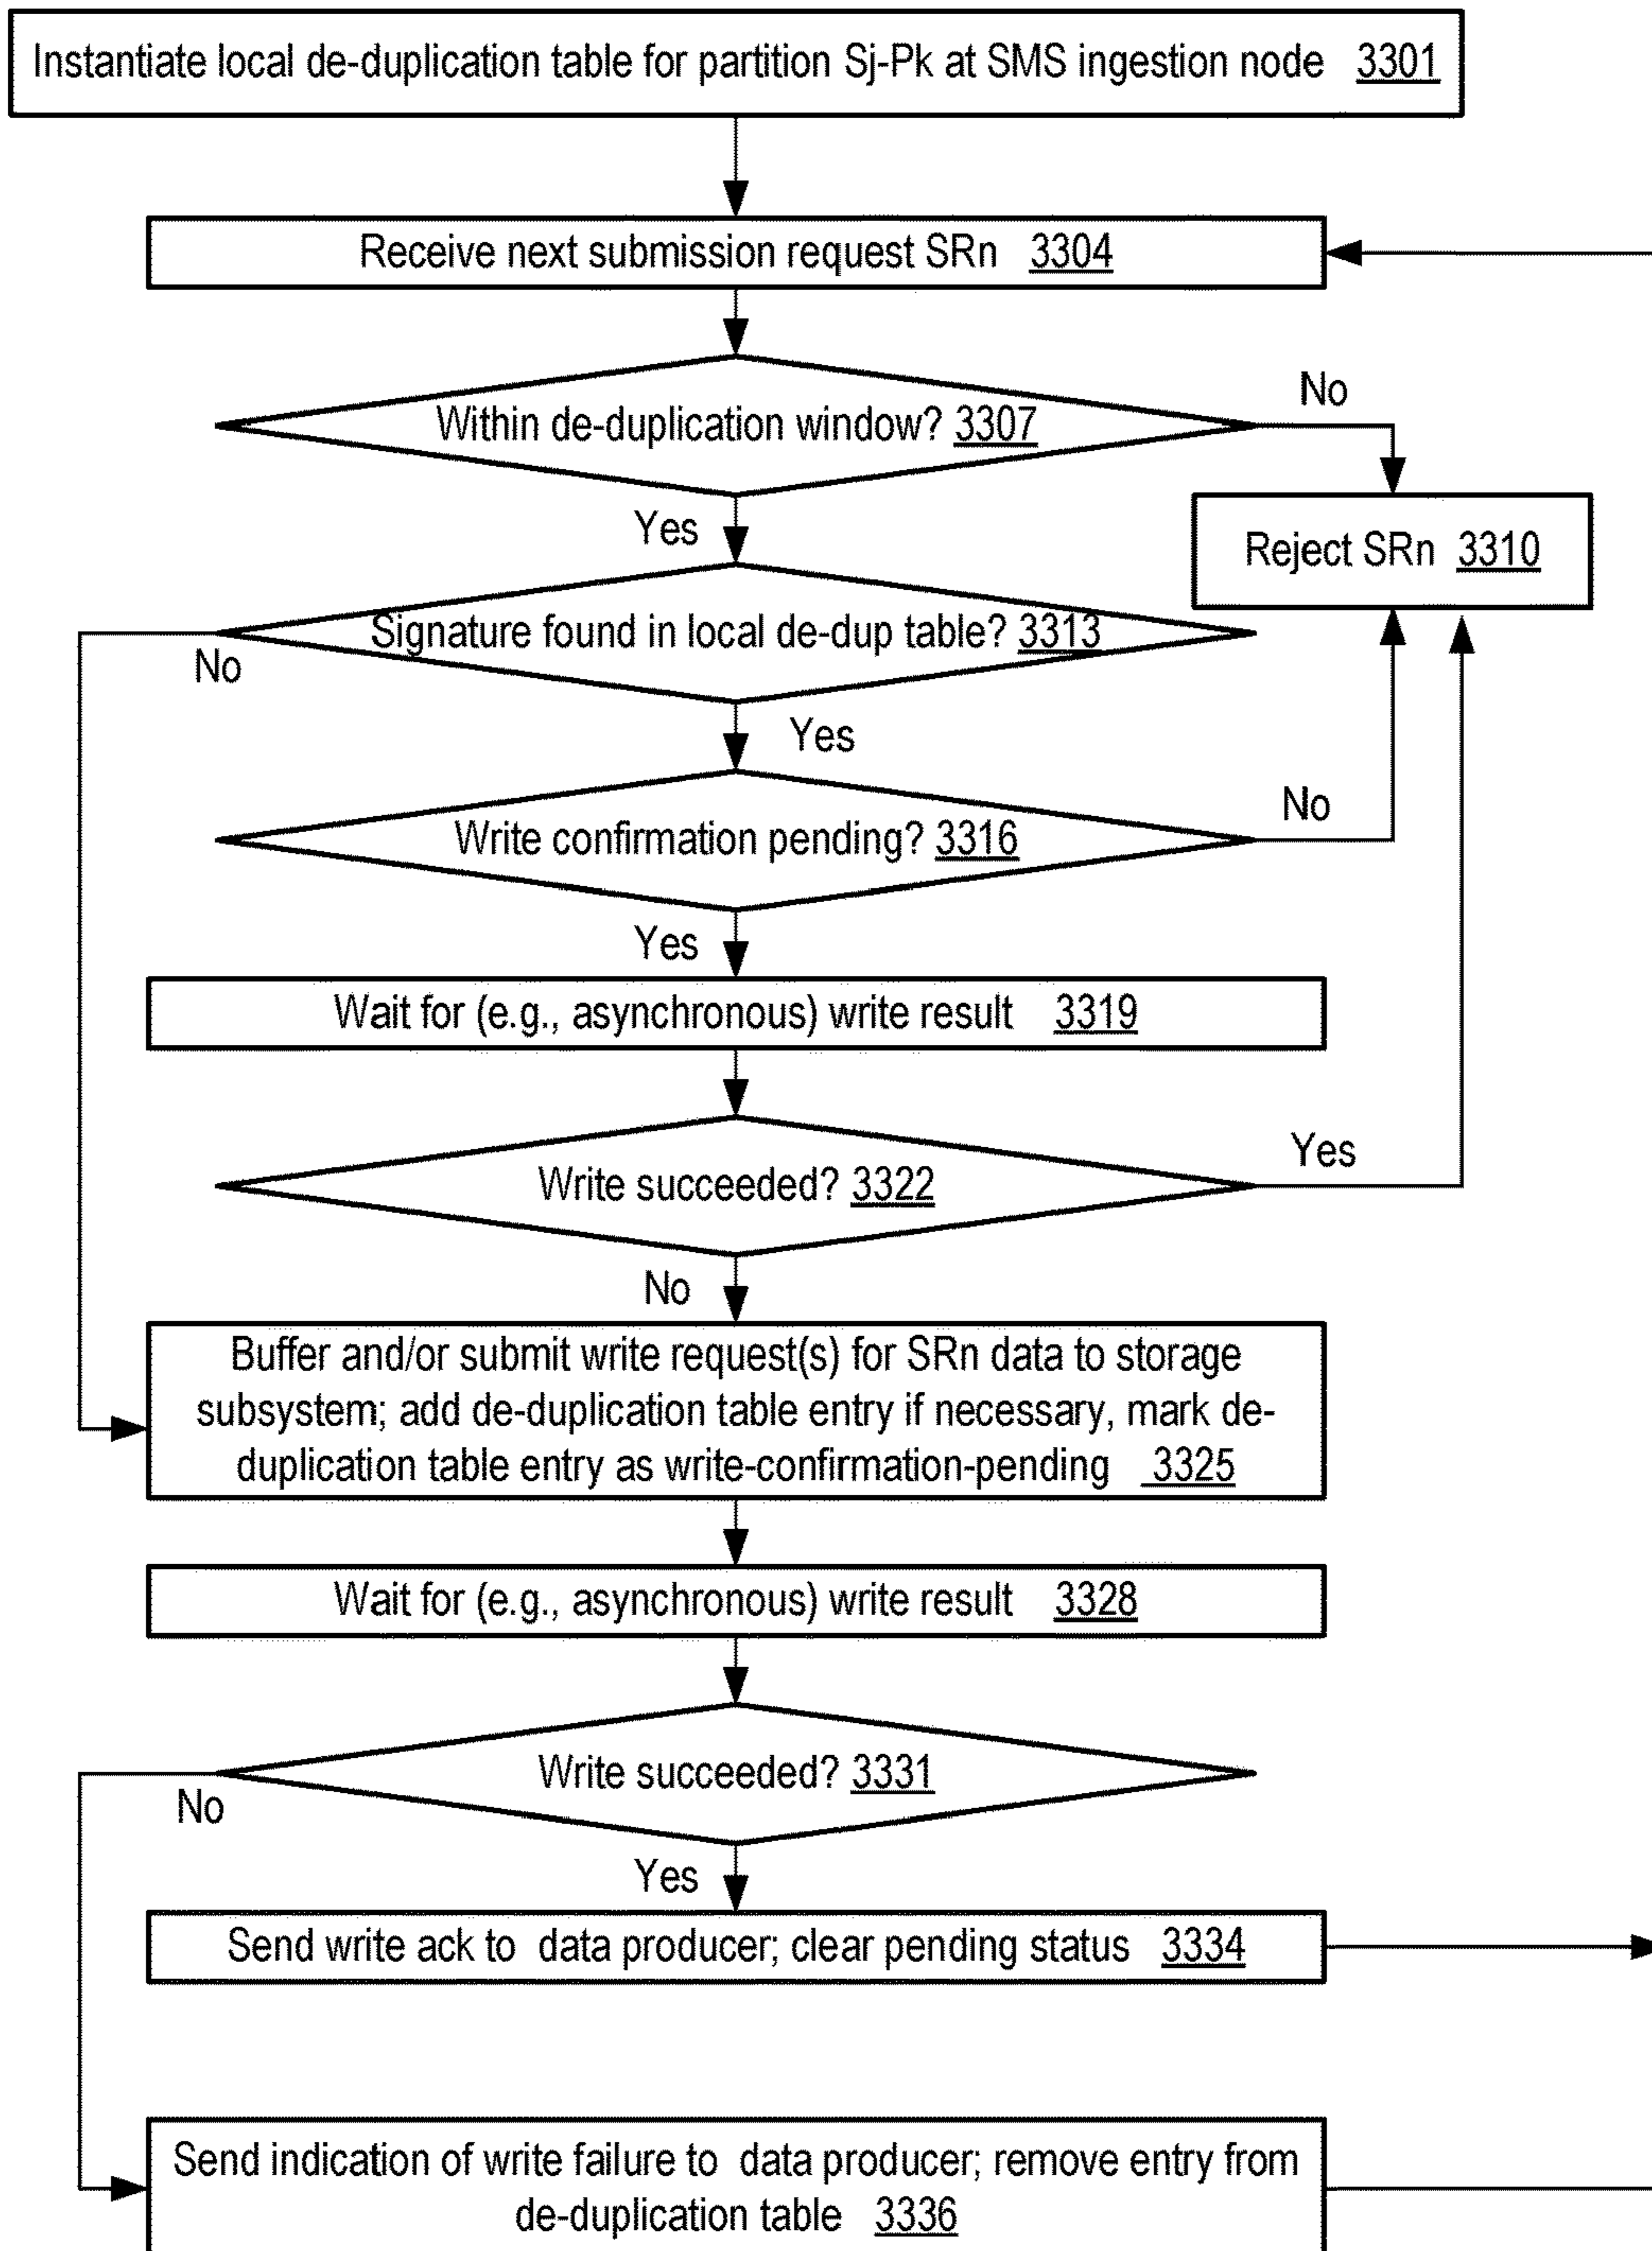 Instantiate local de-duplication table for partition Sj-Pk at SMS ingestion node 3301
Receive next submission request SRn 3304
No
Within de-duplication window? 3307
Yes
Reject SRn 3310
Signature found in local de-dup table? 3313
No
Yes
No
Write confirmation pending? 3316
Yes
Wait for (e.g., asynchronous) write result 3319
Yes
Write succeeded? 3322
No
Buffer and/or submit write request(s) for SRn data to storage
subsystem; add de-duplication table entry if necessary, mark de-
duplication table entry as write-confirmation-pending 3325
Wait for (e.g., asynchronous) write result 3328
Write succeeded? 3331
No
Yes
Send write ack to data producer; clear pending status 3334
Send indication of write failure to data producer; remove entry from
de-duplication table 3336